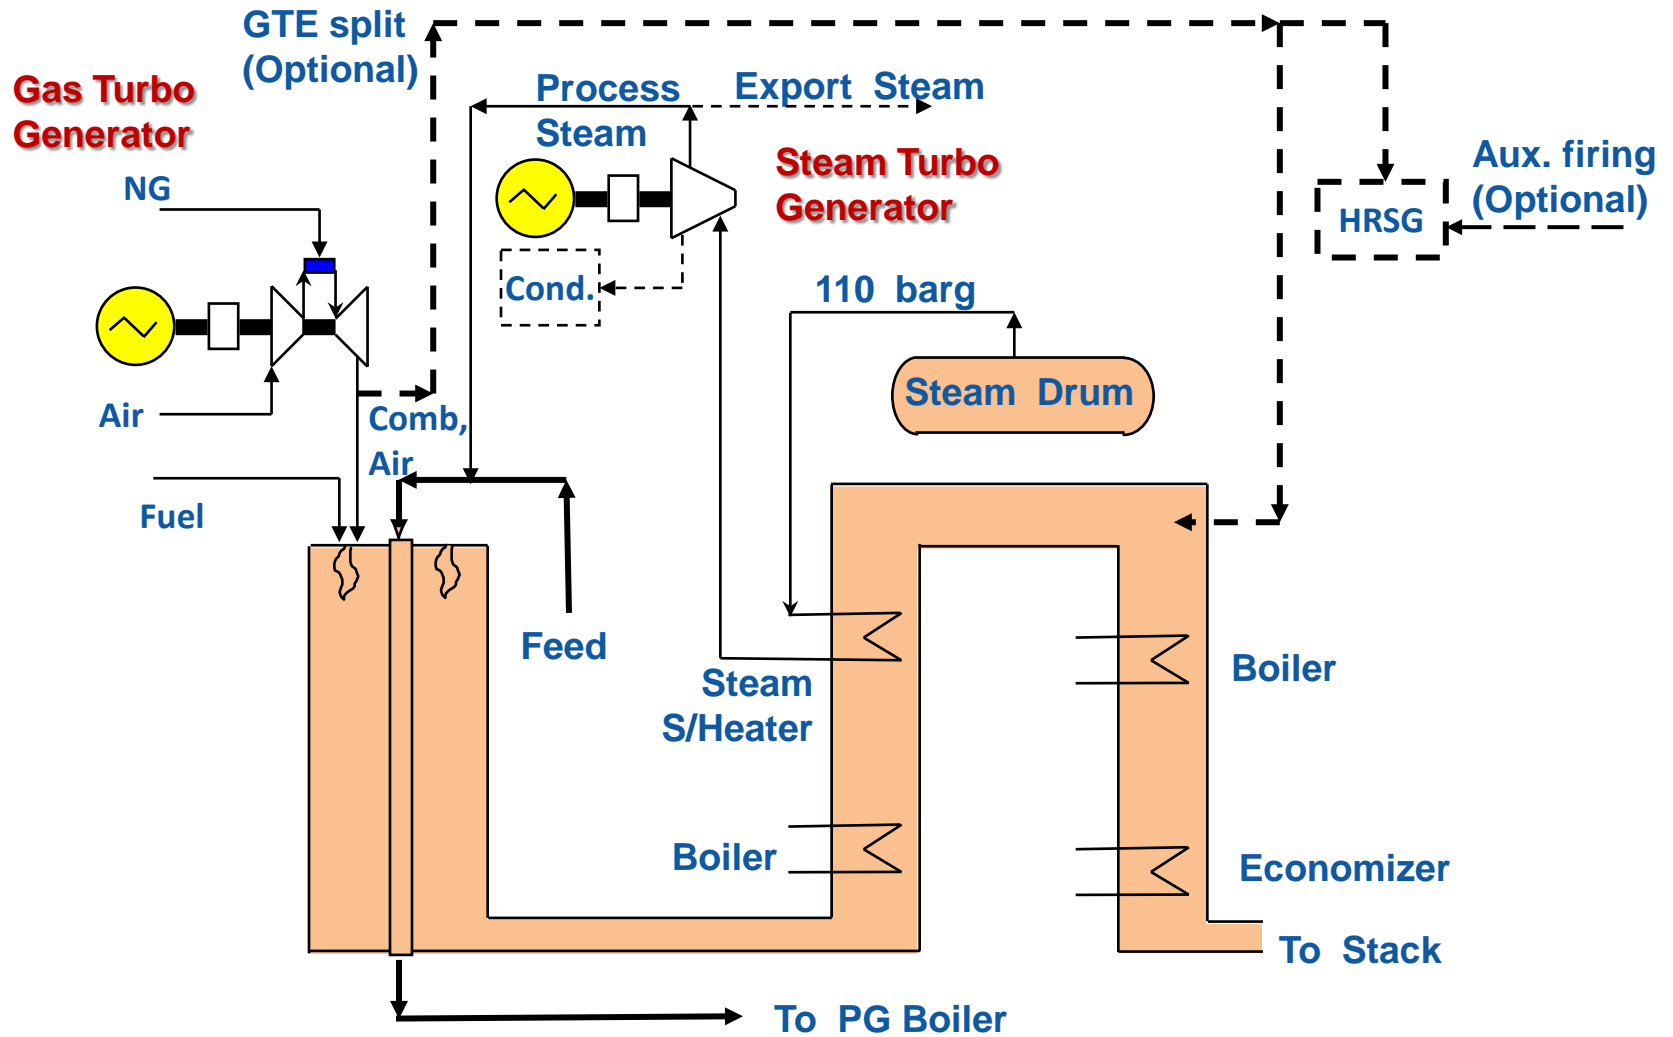 GTE split
(Optional)
Gas Turbo
Generator
Process
Steam
Export Steam
Steam Turbo
Generator
Aux. firing
(Optional)
NG
HRSG
Cond.
110 barg
Steam Drum
Air
Comb,
Air
Fuel
Feed
Steam
S/Heater
Boiler
Boiler
Economizer
To Stack
To PG Boiler